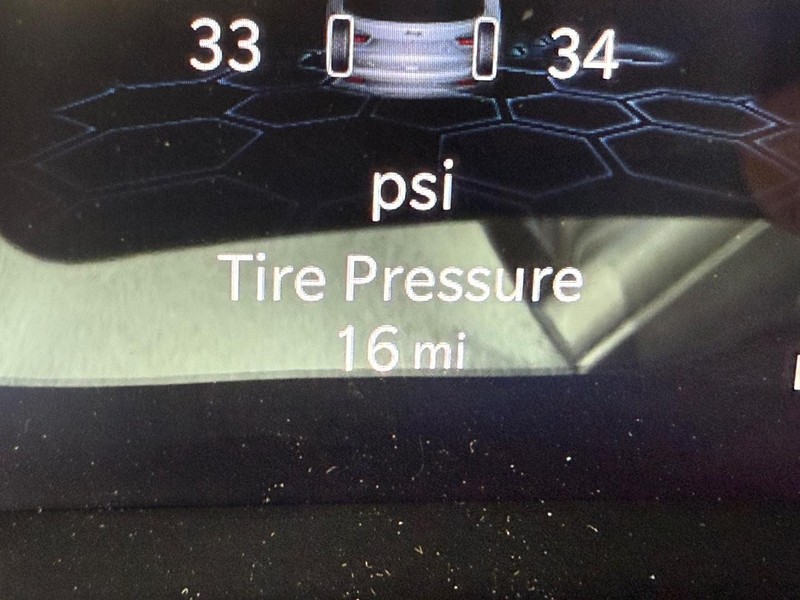 33 34
psi
Tire Pressure
16 mi